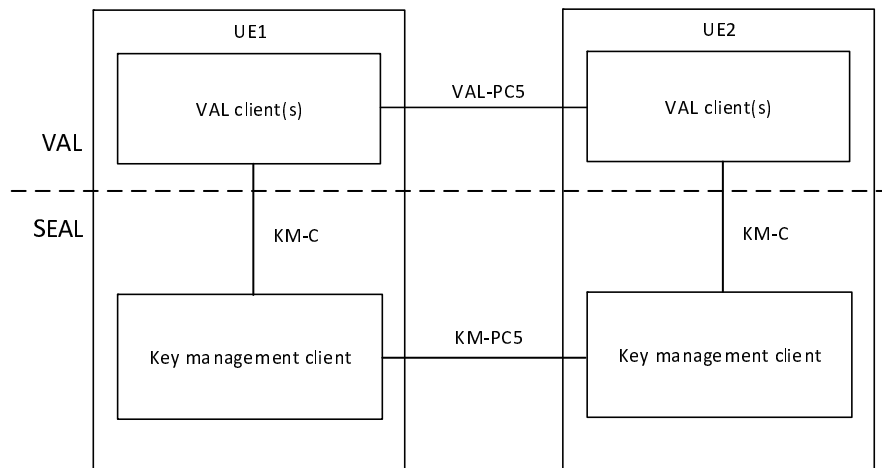 UE1
UE2
VAL client(s)
VAL-PC5
VAL client(s)
VAL
SEAL
KM-C
KM-C
Key management client
KM-PC5
Key management client